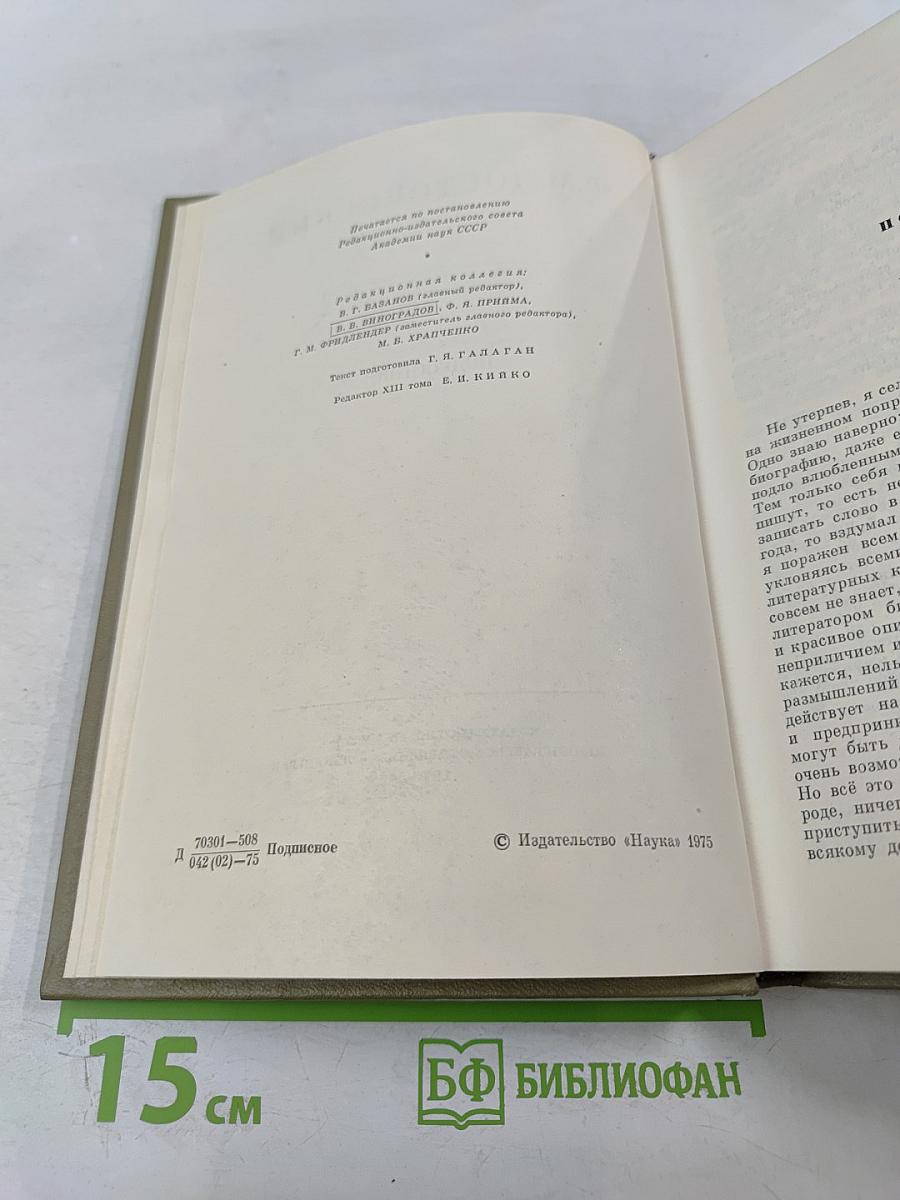 Печатается по постановлению
Редакционно-издательского совета
Академии наук СССР
*
Редакционная коллегия:
В. Г. БАЗАНОВ (главный редактор),
В. В. ВИНОГРАДОВ, Ф. Я. ПРИЙМА,
Г. М. ФРИДЛЕНДЕР (заместитель главного редактора),
М. Б. ХРАПЧЕНКО
Текст подготовила Г. Я. ГАЛАГАН
Редактор XIII тома Е. И. КИЙКО
Д 70301—508
042 (02)—75 Подписное
© Издательство «Наука» 1975
Не утерпев, я сел
на жизненном попр
Одно знаю наверно
биографию, даже е
подло влюбленным
Тем только себя
пишут, то есть не
записать слово в
года, то вздумал
я поражен всем
уклоняясь всеми
литературных к
совсем не знает,
литератором б
и красивое опи
неприличием и
кажется, нель
размышлений
действует на
и предприни
могут быть
очень возмо
Но всё это
роде, ничег
приступить
всякому де
15 см
БФ БИБЛИОФАН